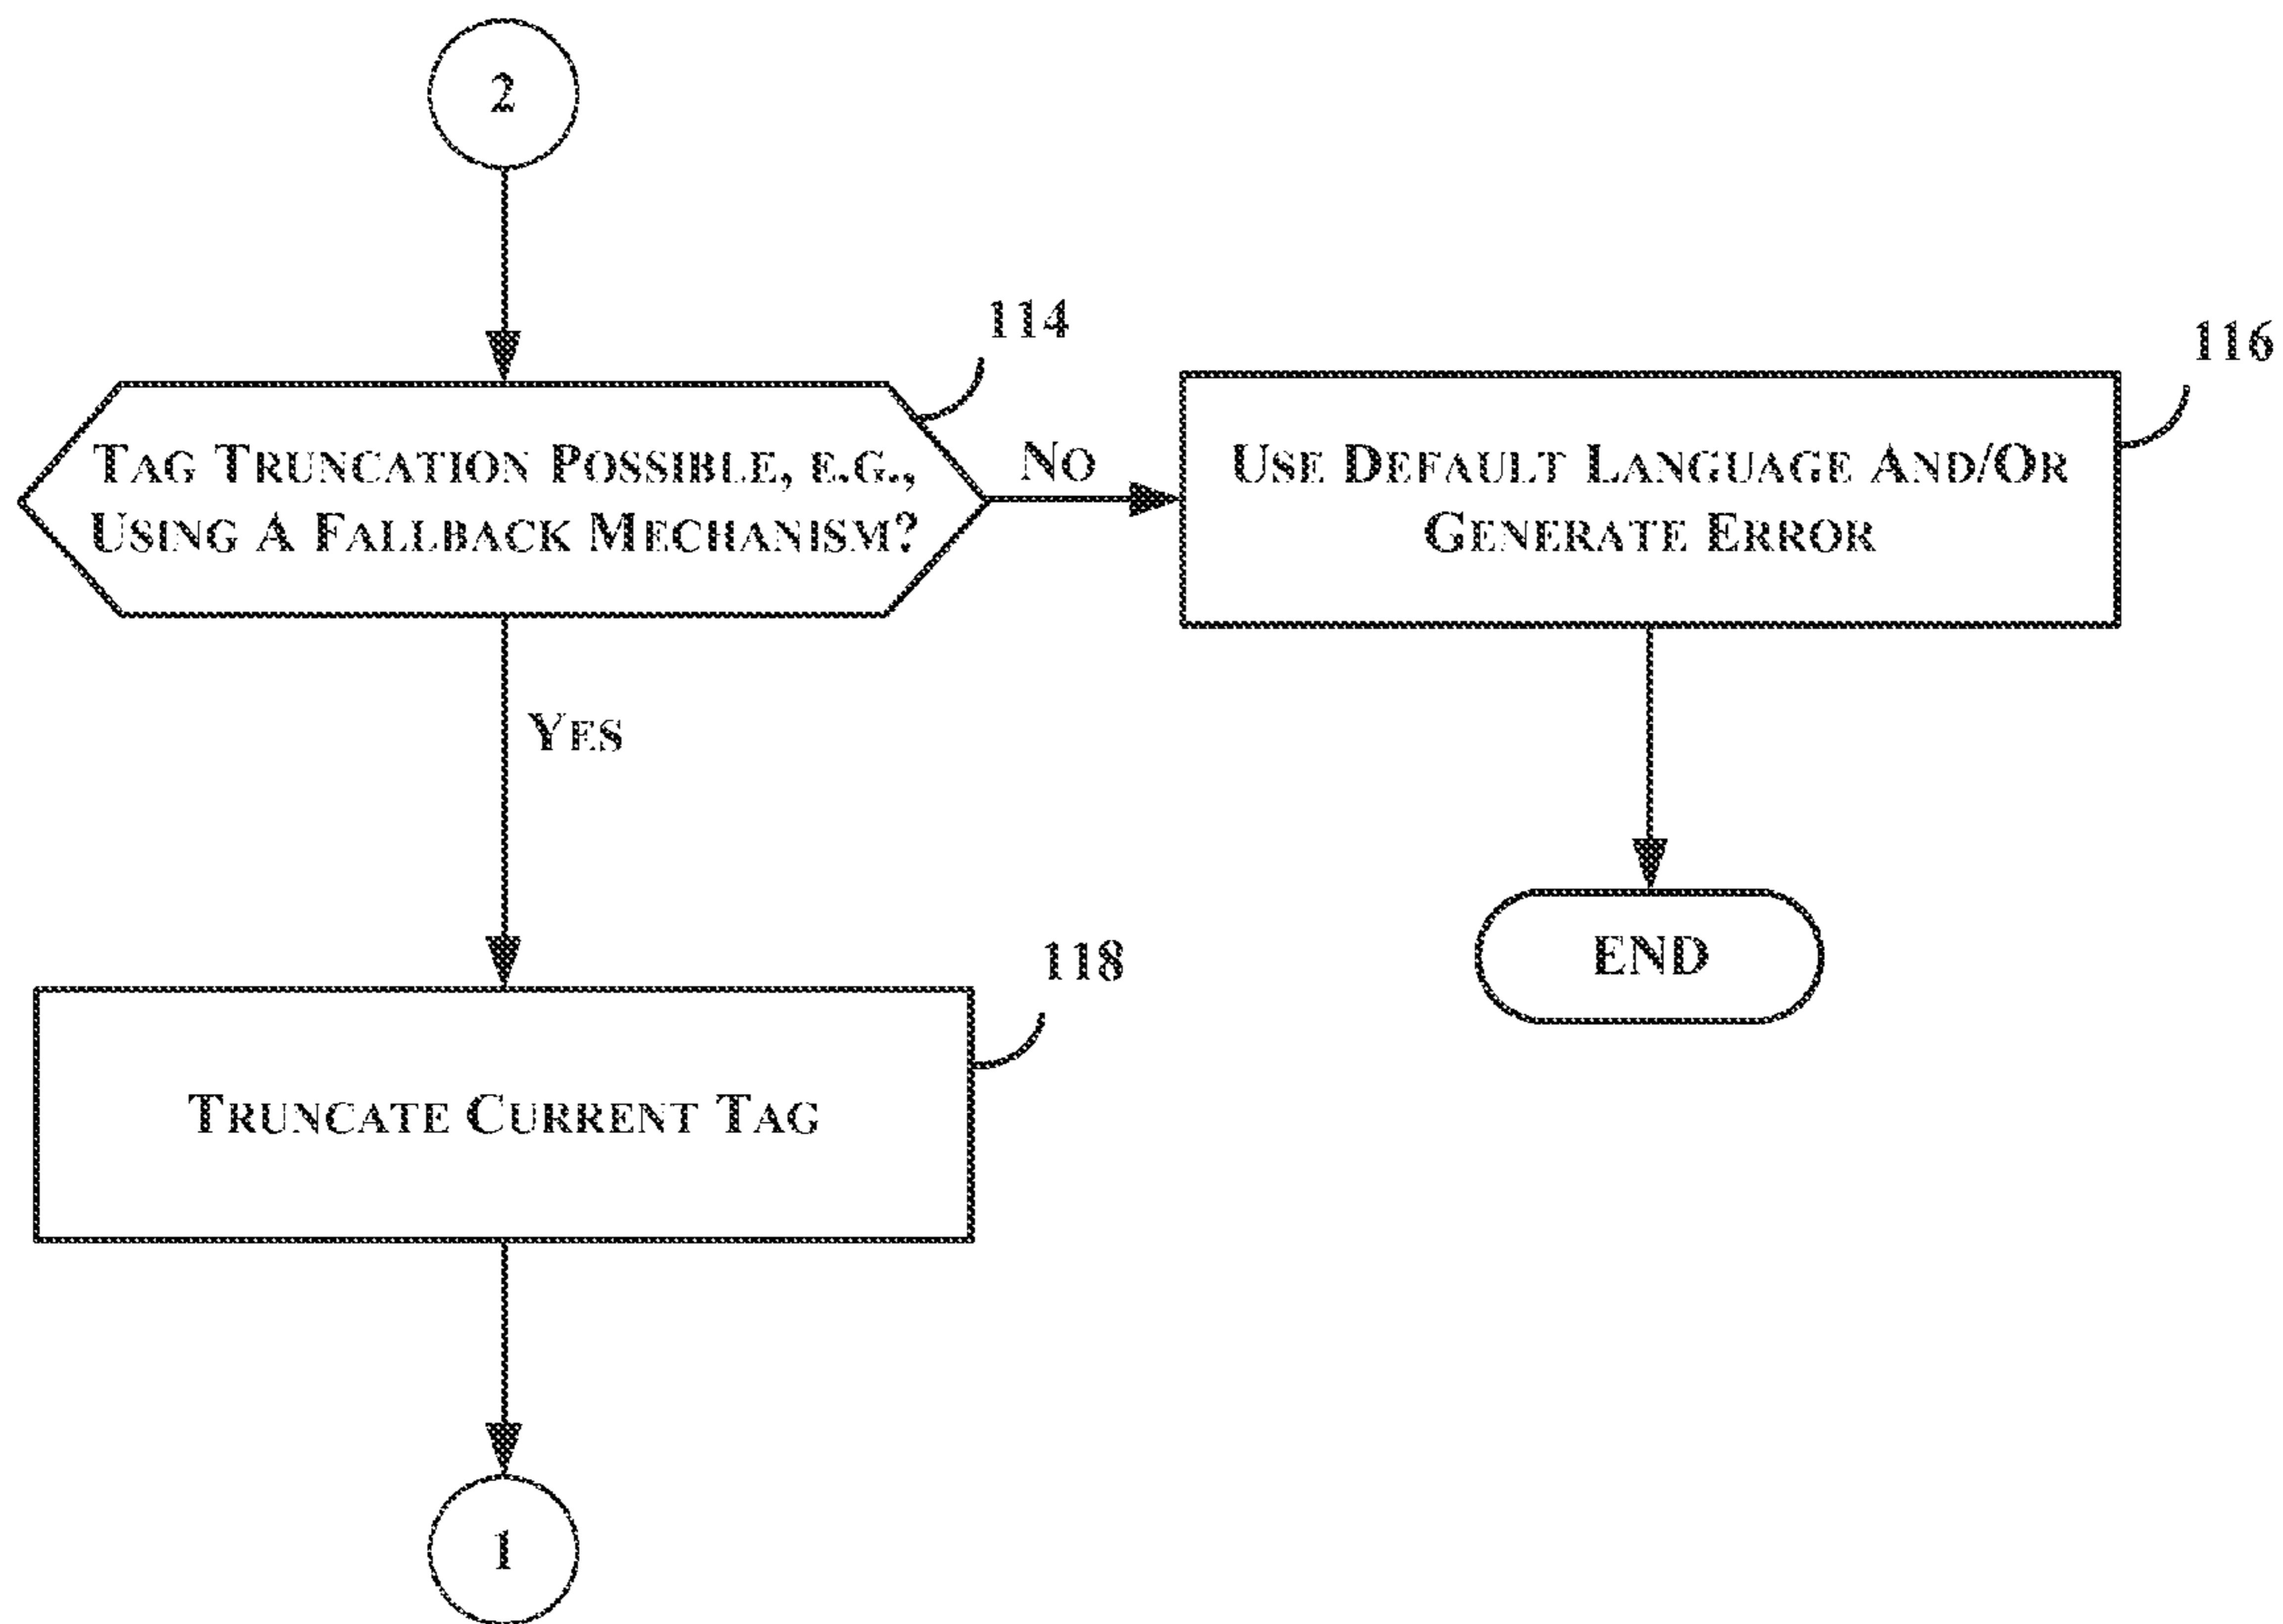 2
114
116
TAG TRUNCATION POSSIBLE, E.G.,
USING A FALLBACK MECHANISM?
NO
USE DEFAULT LANGUAGE AND/OR
GENERATE ERROR
YES
END
118
TRUNCATE CURRENT TAG
1